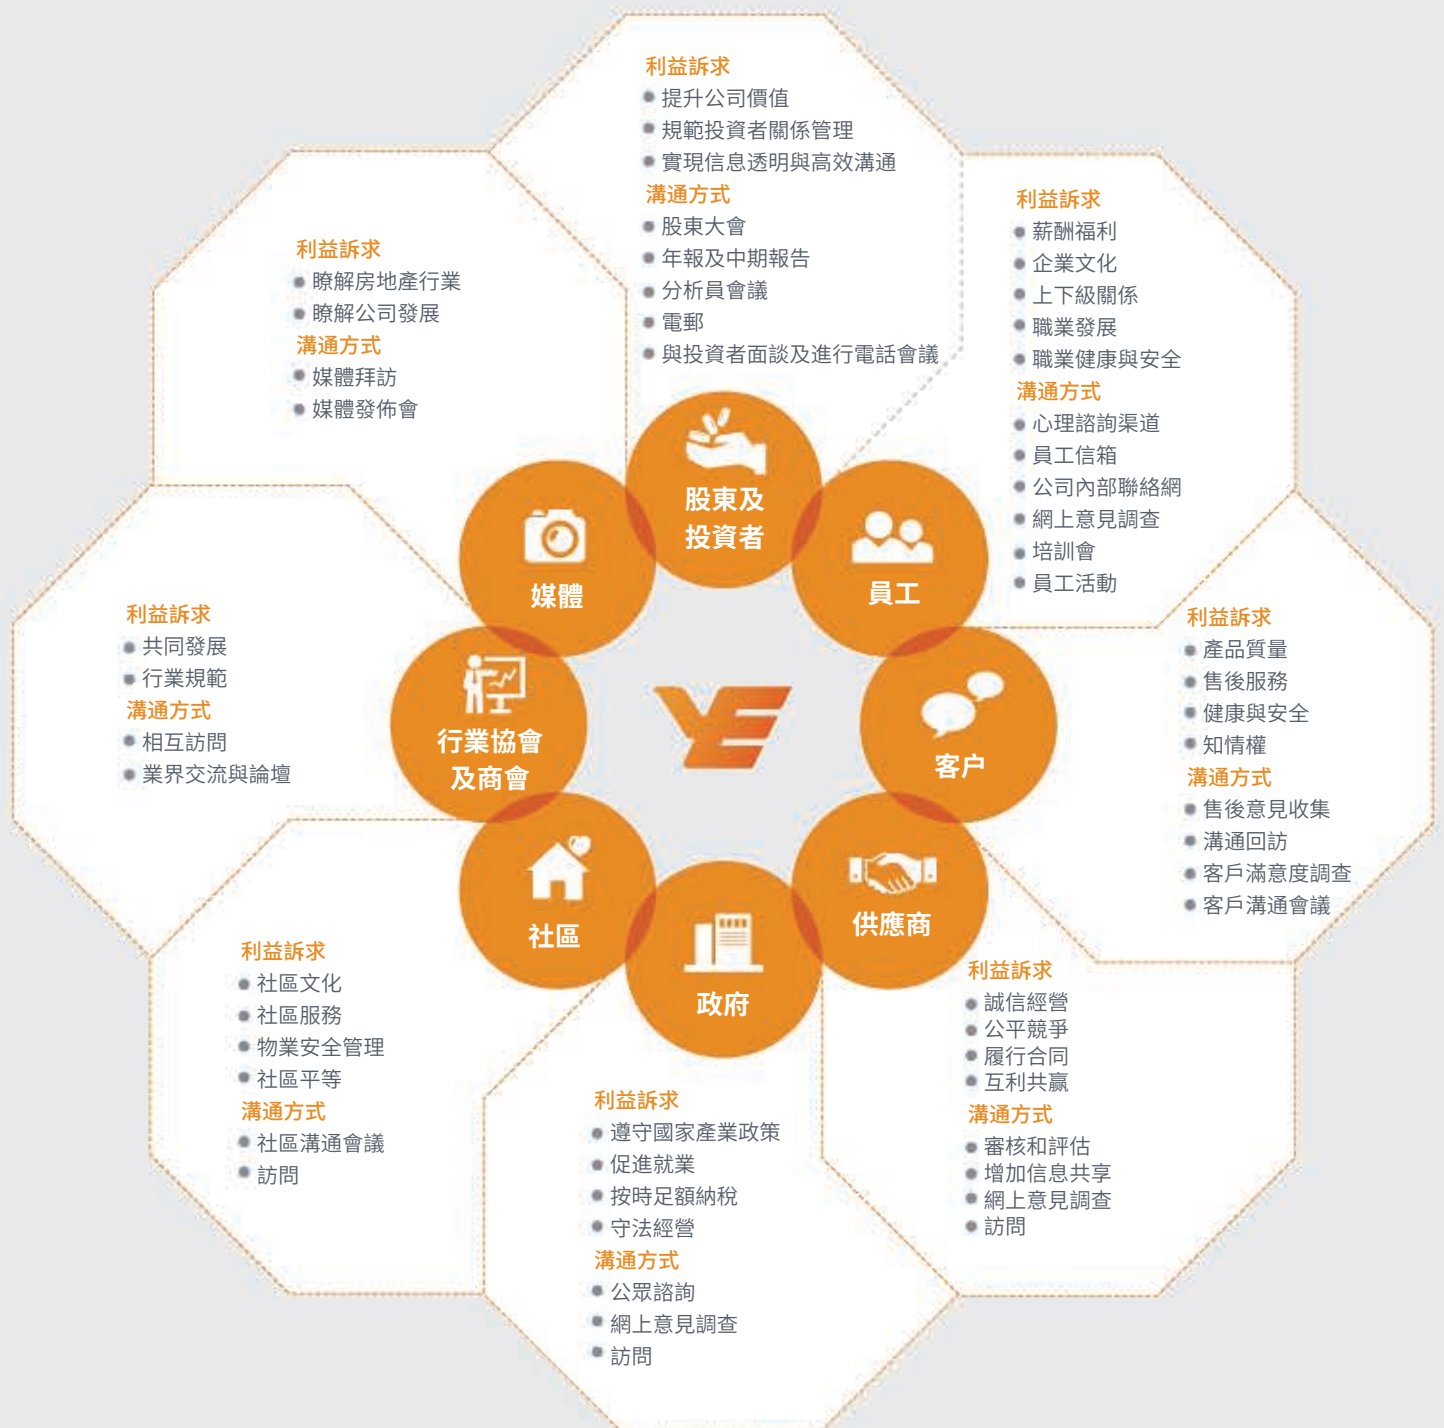 利益訴求
提升公司價值
規範投資者關係管理
實現信息透明與高效溝通
溝通方式
股東大會
年報及中期報告
分析員會議
電郵
與投資者面談及進行電話會議
股東及
投資者
利益訴求
薪酬福利
企業文化
上下級關係
職業發展
職業健康與安全
溝通方式
心理諮詢渠道
員工信箱
公司內部聯絡網
網上意見調查
培訓會
員工活動
員工
利益訴求
產品質量
售後服務
健康與安全
知情權
溝通方式
售後意見收集
溝通回訪
客戶滿意度調查
客戶溝通會議
客户
利益訴求
誠信經營
公平競爭
履行合同
互利共赢
溝通方式
審核和評估
增加信息共享
網上意見調查
訪問
供應商
利益訴求
遵守國家產業政策
促進就業
按時足額納稅
守法經營
溝通方式
公眾諮詢
網上意見調查
訪問
政府
利益訴求
社區文化
社區服務
物業安全管理
社區平等
溝通方式
社區溝通會議
訪問
社區
利益訴求
共同發展
行業規範
溝通方式
相互訪問
業界交流與論壇
行業協會
及商會
利益訴求
瞭解房地產行業
瞭解公司發展
溝通方式
媒體拜訪
媒體發佈會
媒體
YE